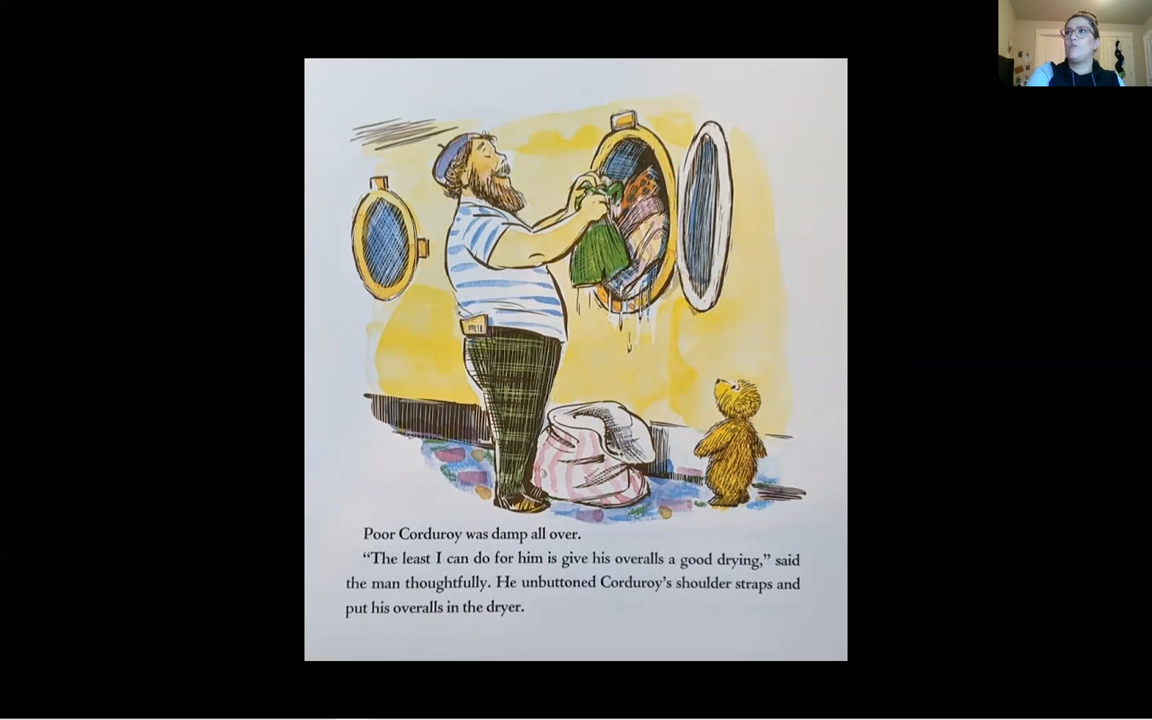 Poor Corduroy was damp all over.
“The least I can do for him is give his overalls a good drying,” said
the man thoughtfully. He unbuttoned Corduroy’s shoulder straps and
put his overalls in the dryer.